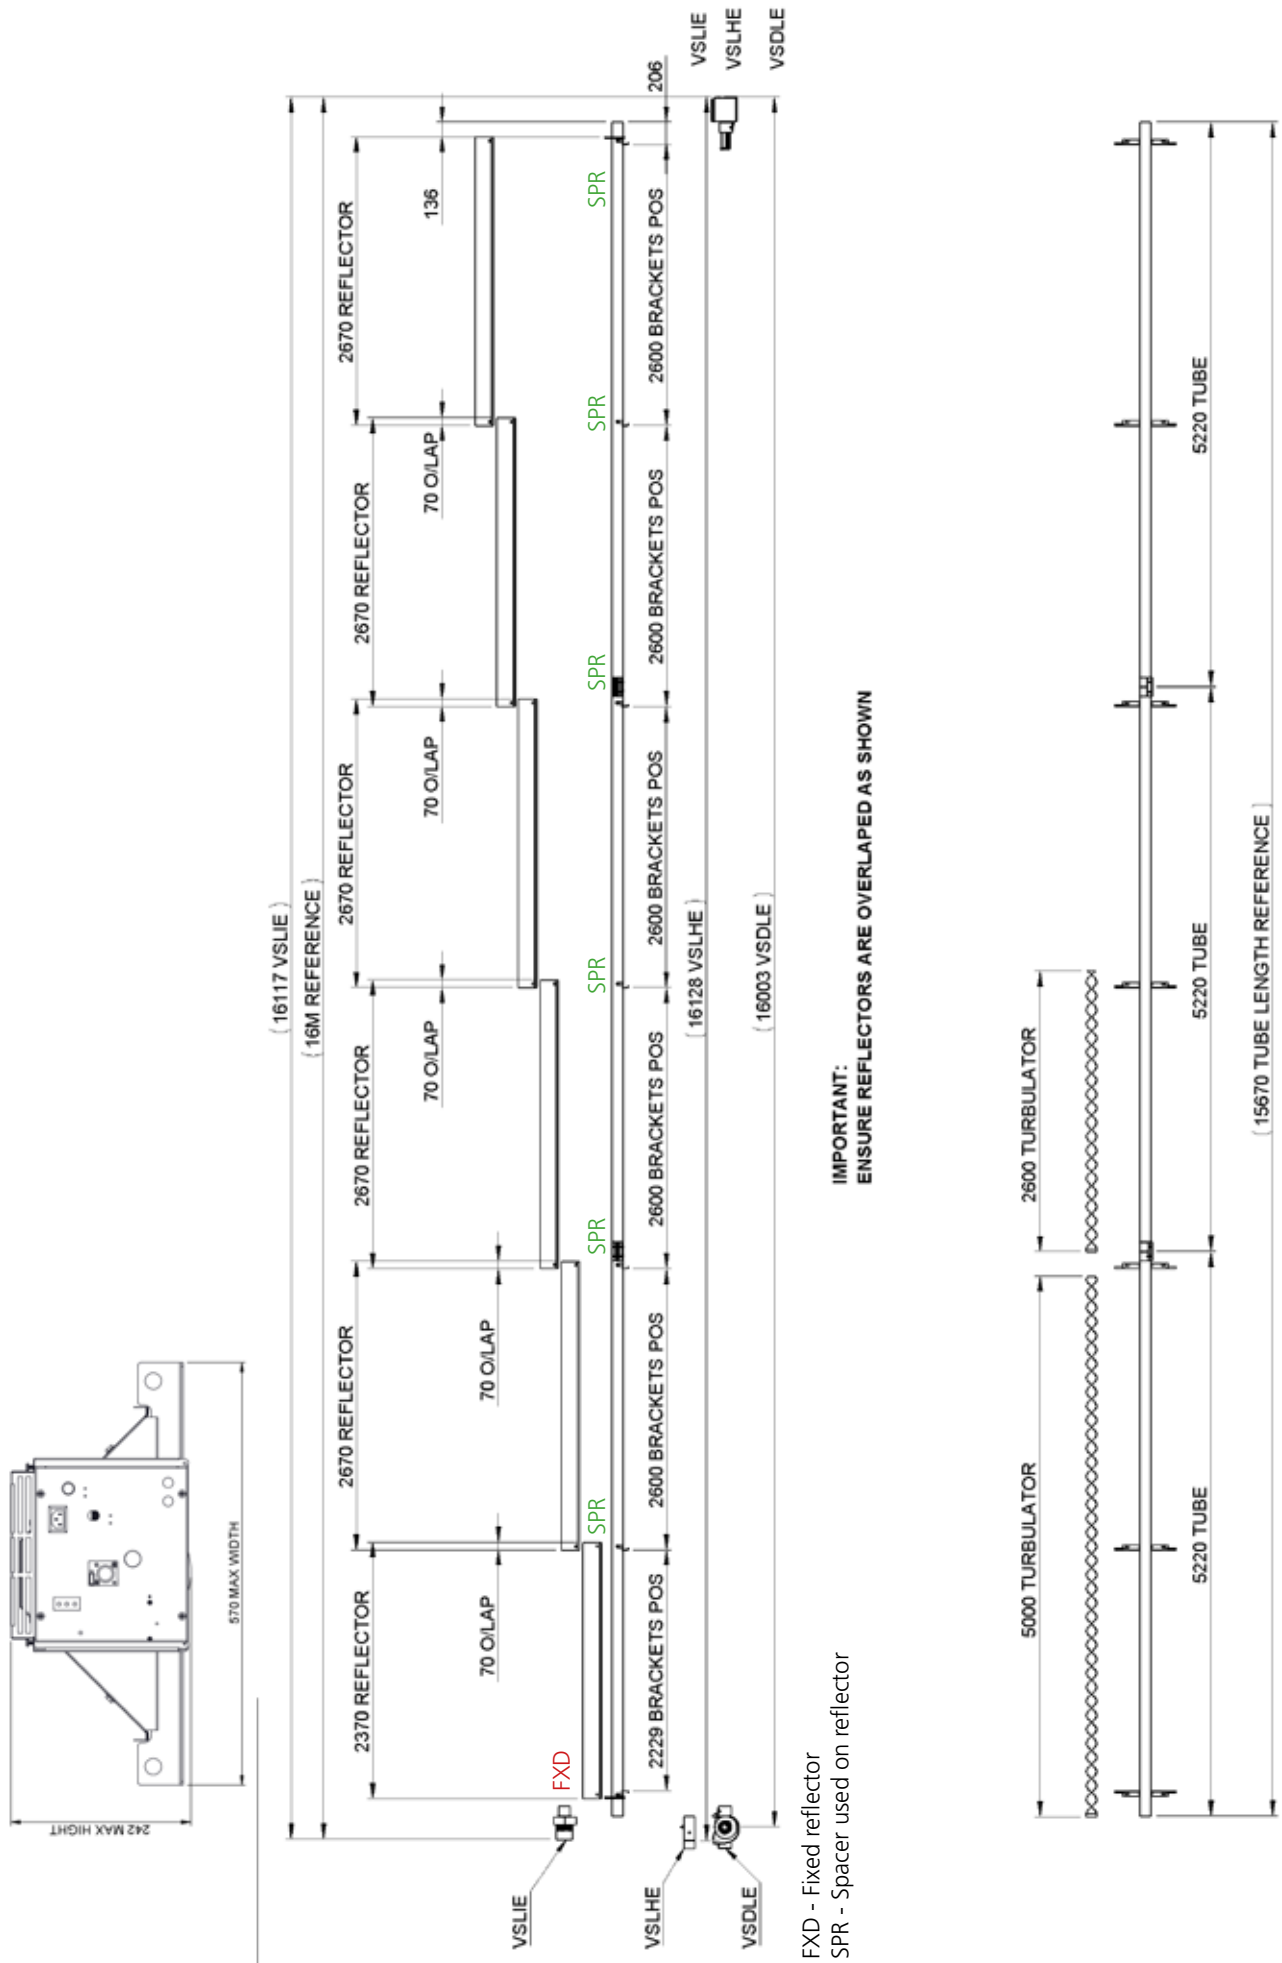 242 MAX HIGHT
570 MAX WIDTH
( 16117 VSLIE )
( 16M REFERENCE )
2370 REFLECTOR
2670 REFLECTOR
2670 REFLECTOR
2670 REFLECTOR
2670 REFLECTOR
2670 REFLECTOR
70 O/LAP
70 O/LAP
70 O/LAP
70 O/LAP
70 O/LAP
136
VSLIE
FXD
SPR
SPR
SPR
SPR
SPR
SPR
2229 BRACKETS POS
2600 BRACKETS POS
2600 BRACKETS POS
2600 BRACKETS POS
2600 BRACKETS POS
2600 BRACKETS POS
206
VSLHE
( 16128 VSLHE )
VSLIE
VSLHE
VSDLE
( 16003 VSDLE )
VSDLE
FXD - Fixed reflector
SPR - Spacer used on reflector
IMPORTANT:
ENSURE REFLECTORS ARE OVERLAPED AS SHOWN
5000 TURBULATOR
2600 TURBULATOR
5220 TUBE
5220 TUBE
5220 TUBE
( 15670 TUBE LENGTH REFERENCE )